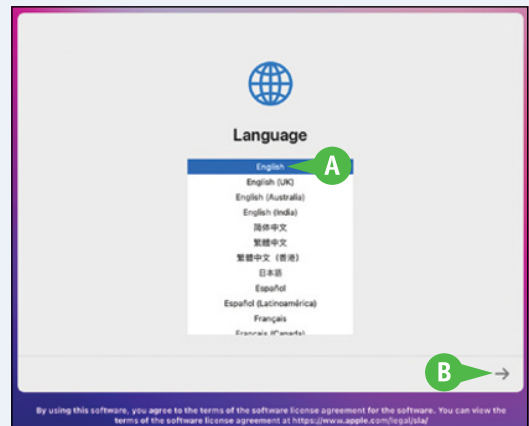 Language
English
A
English (UK)
English (Australia)
English (India)
简体中文
繁體中文
繁體中文（香港）
日本語
Español
Español (Latinoamérica)
Français
Français (Canada)
B
By using this software, you agree to the terms of the software license agreement for the software. You can view the
terms of the software license agreement at https://www.apple.com/legal/sla/